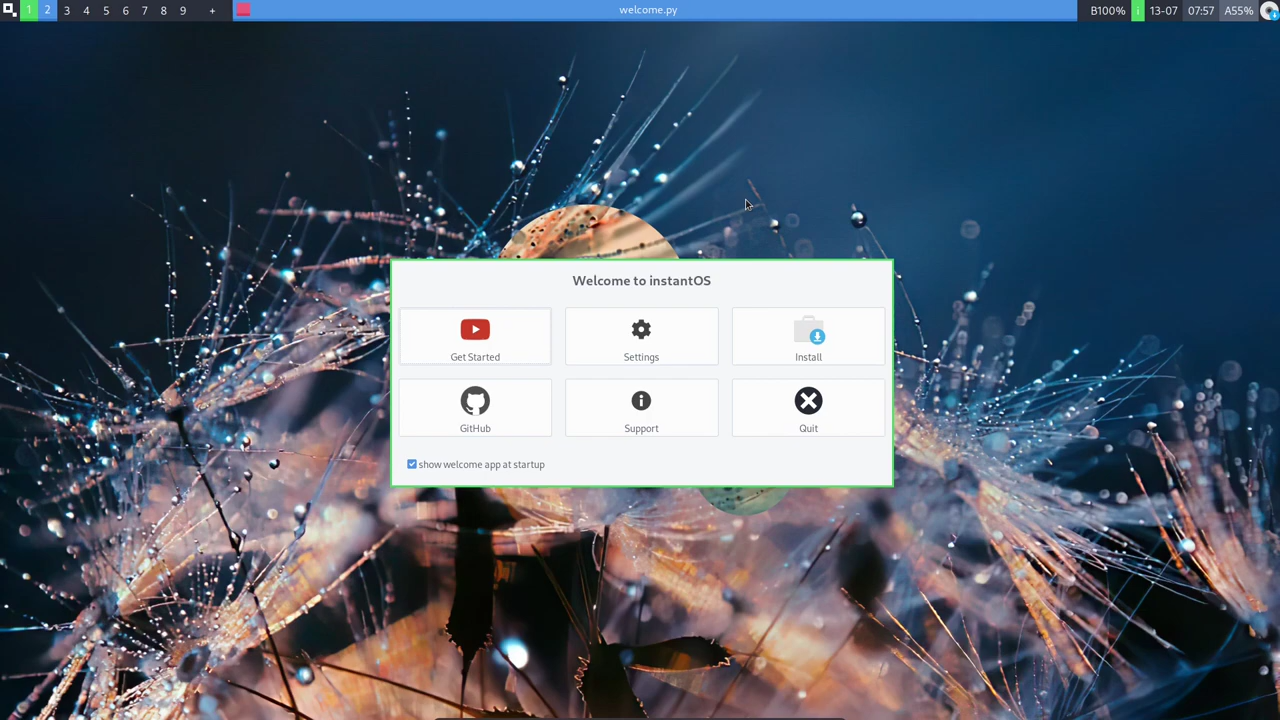 1 2 3 4 5 6 7 8 9 + welcome.py B100% i 13-07 07:57 A55%
Welcome to instantOS
Get Started Settings Install
GitHub Support Quit
show welcome app at startup